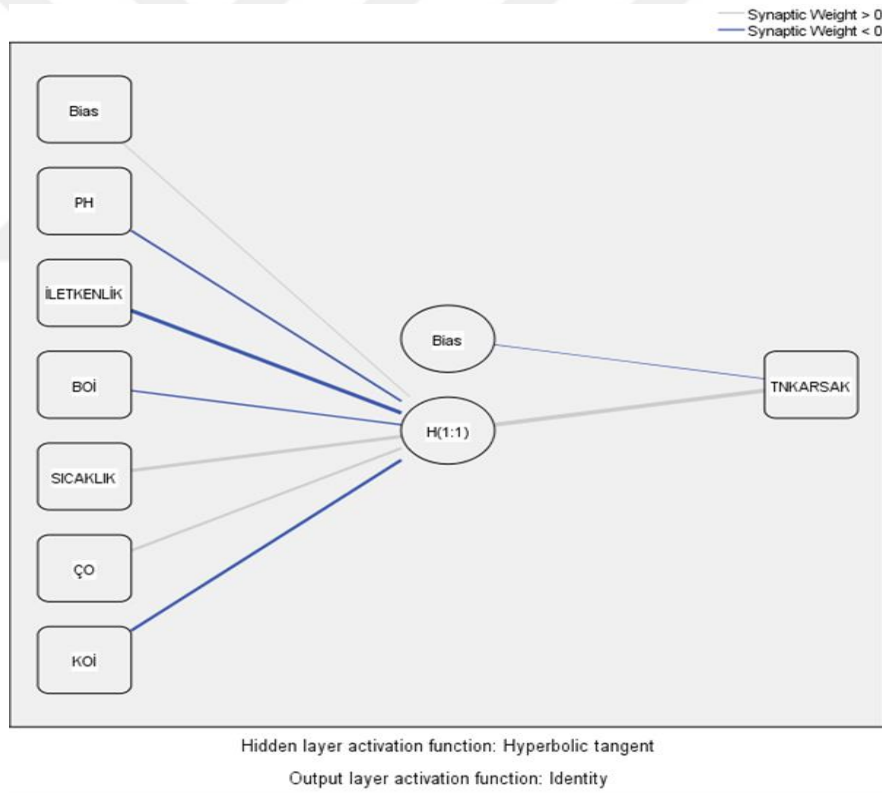 Synaptic Weight > 0
Synaptic Weight < 0
Bias
PH
İLETKENLİK
BOİ
SICAKLIK
ÇO
KOİ
Bias
H(1:1)
TNKARSAK
Hidden layer activation function: Hyperbolic tangent
Output layer activation function: Identity